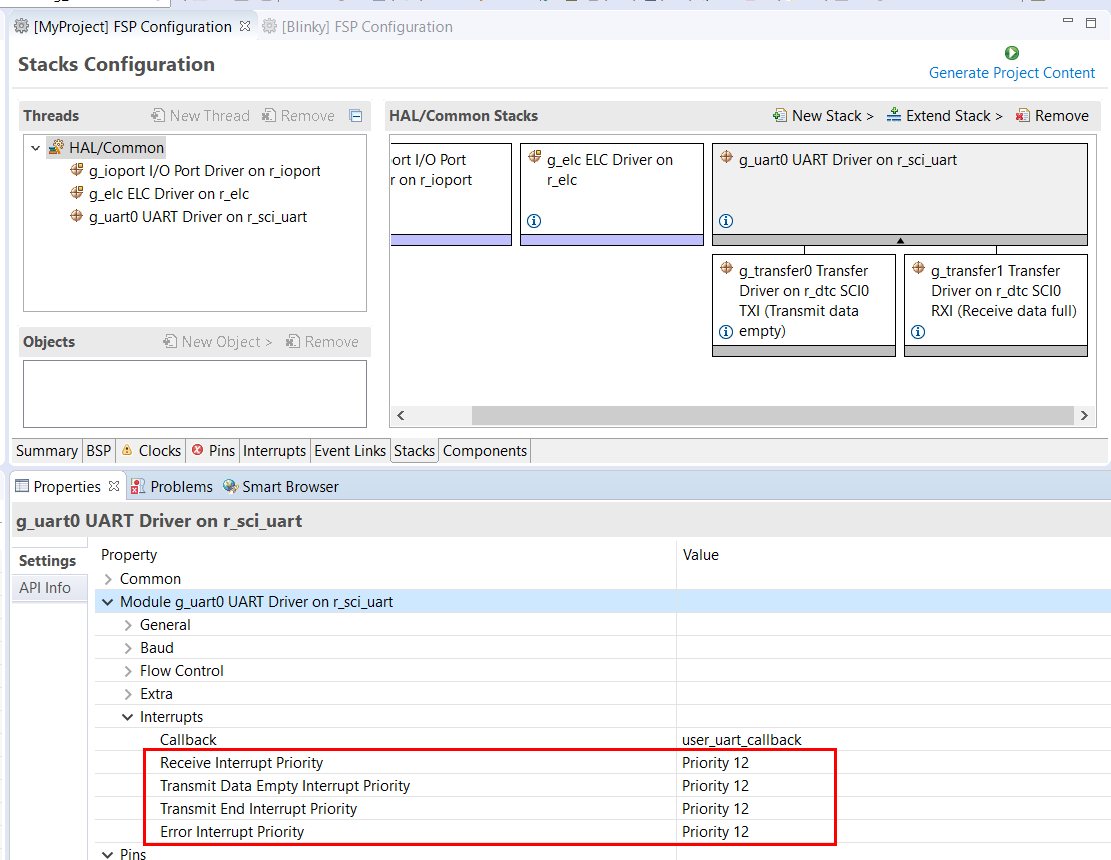 [MyProject] FSP Configuration
[Blinky] FSP Configuration
Stacks Configuration
Generate Project Content
Threads
New Thread
Remove
HAL/Common
g_ioport I/O Port Driver on r_ioport
g_elc ELC Driver on r_elc
g_uart0 UART Driver on r_sci_uart
Objects
New Object >
Remove
HAL/Common Stacks
New Stack >
Extend Stack >
Remove
ort I/O Port
r on r_ioport
g_elc ELC Driver on
r_elc
g_uart0 UART Driver on r_sci_uart
g_transfer0 Transfer
Driver on r_dtc SCI0
TXI (Transmit data
empty)
g_transfer1 Transfer
Driver on r_dtc SCI0
RXI (Receive data full)
Summary
BSP
Clocks
Pins
Interrupts
Event Links
Stacks
Components
Properties
Problems
Smart Browser
g_uart0 UART Driver on r_sci_uart
Settings
API Info
Property Value
Common
Module g_uart0 UART Driver on r_sci_uart
General
Baud
Flow Control
Extra
Interrupts
Callback user_uart_callback
Receive Interrupt Priority Priority 12
Transmit Data Empty Interrupt Priority Priority 12
Transmit End Interrupt Priority Priority 12
Error Interrupt Priority Priority 12
Pins